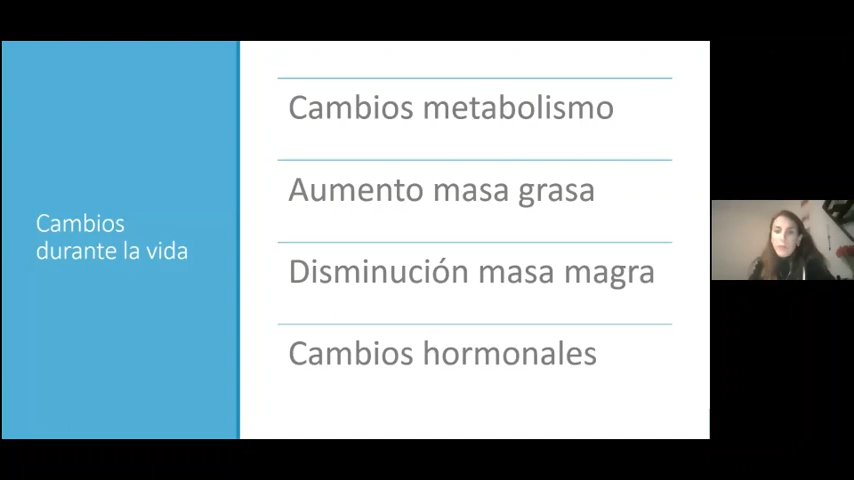 Cambios
durante la vida
Cambios metabolismo
Aumento masa grasa
Disminución masa magra
Cambios hormonales